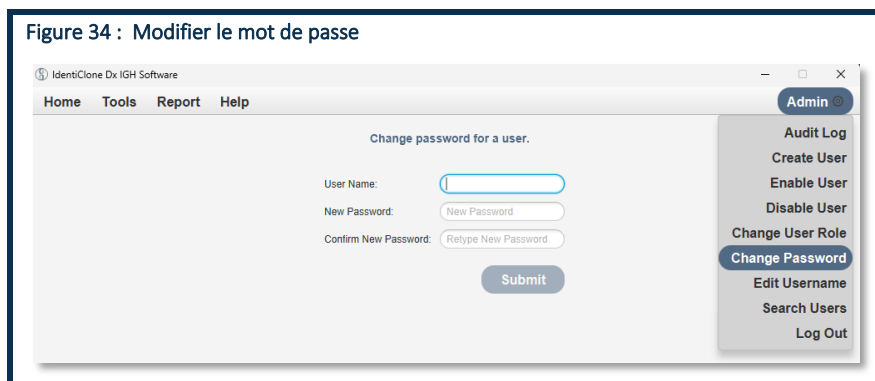 Figure 34 : Modifier le mot de passe
IdentiClone Dx IGH Software
Home Tools Report Help Admin
Change password for a user.
User Name:
New Password: New Password
Confirm New Password: Retype New Password
Submit
Audit Log
Create User
Enable User
Disable User
Change User Role
Change Password
Edit Username
Search Users
Log Out